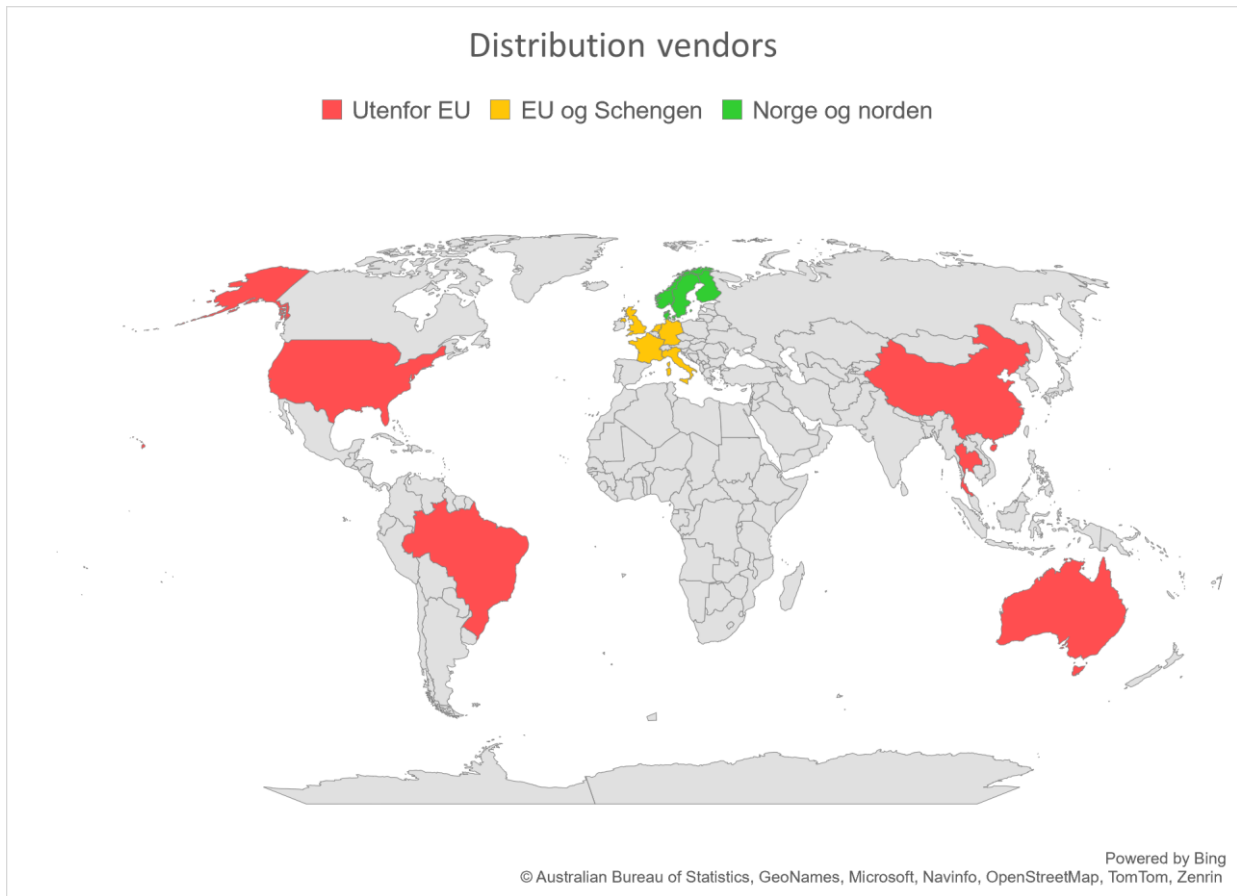 Distribution vendors
Utenfor EU EU og Schengen Norge og norden
Powered by Bing
© Australian Bureau of Statistics, GeoNames, Microsoft, Navinfo, OpenStreetMap, TomTom, Zenrin